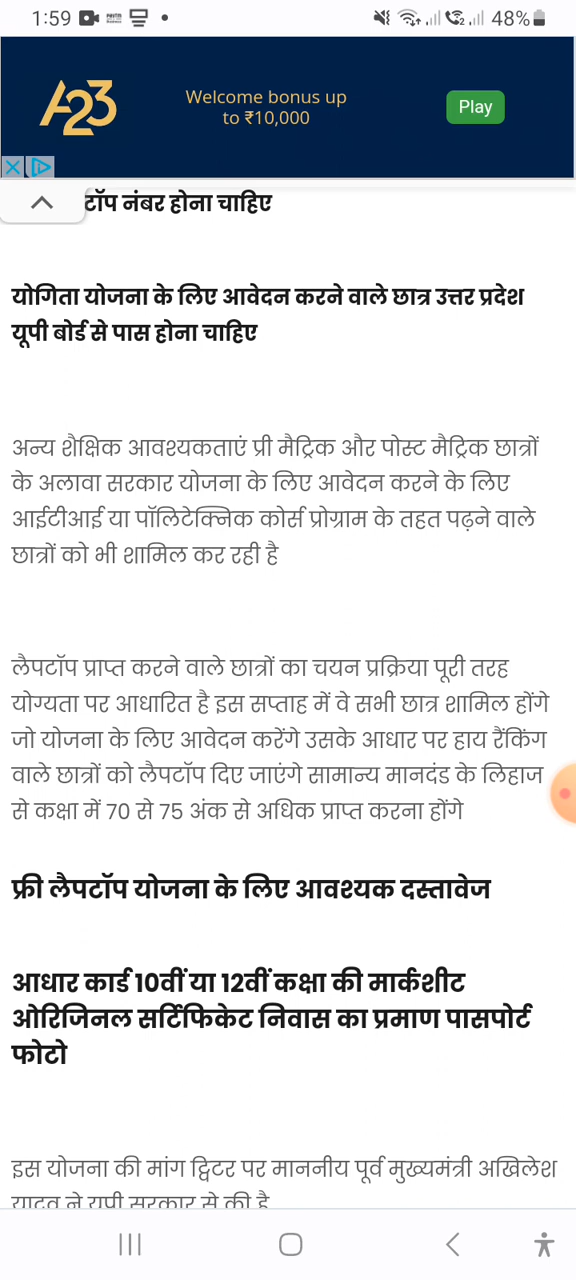 1:59
48%
A23
Welcome bonus up
to ₹10,000
Play
टॉप नंबर होना चाहिए
योगिता योजना के लिए आवेदन करने वाले छात्र उत्तर प्रदेश
यूपी बोर्ड से पास होना चाहिए
अन्य शैक्षिक आवश्यकताएं प्री मैट्रिक और पोस्ट मैट्रिक छात्रों
के अलावा सरकार योजना के लिए आवेदन करने के लिए
आईटीआई या पॉलिटेक्निक कोर्स प्रोग्राम के तहत पढ़ने वाले
छात्रों को भी शामिल कर रही है
लैपटॉप प्राप्त करने वाले छात्रों का चयन प्रक्रिया पूरी तरह
योग्यता पर आधारित है इस सप्ताह में वे सभी छात्र शामिल होंगे
जो योजना के लिए आवेदन करेंगे उसके आधार पर हाय रैंकिंग
वाले छात्रों को लैपटॉप दिए जाएंगे सामान्य मानदंड के लिहाज
से कक्षा में 70 से 75 अंक से अधिक प्राप्त करना होंगे
फ्री लैपटॉप योजना के लिए आवश्यक दस्तावेज
आधार कार्ड 10वीं या 12वीं कक्षा की मार्कशीट
ओरिजिनल सर्टिफिकेट निवास का प्रमाण पासपोर्ट
फोटो
इस योजना की मांग ट्विटर पर माननीय पूर्व मुख्यमंत्री अखिलेश
यादव ने यूपी सरकार से की है